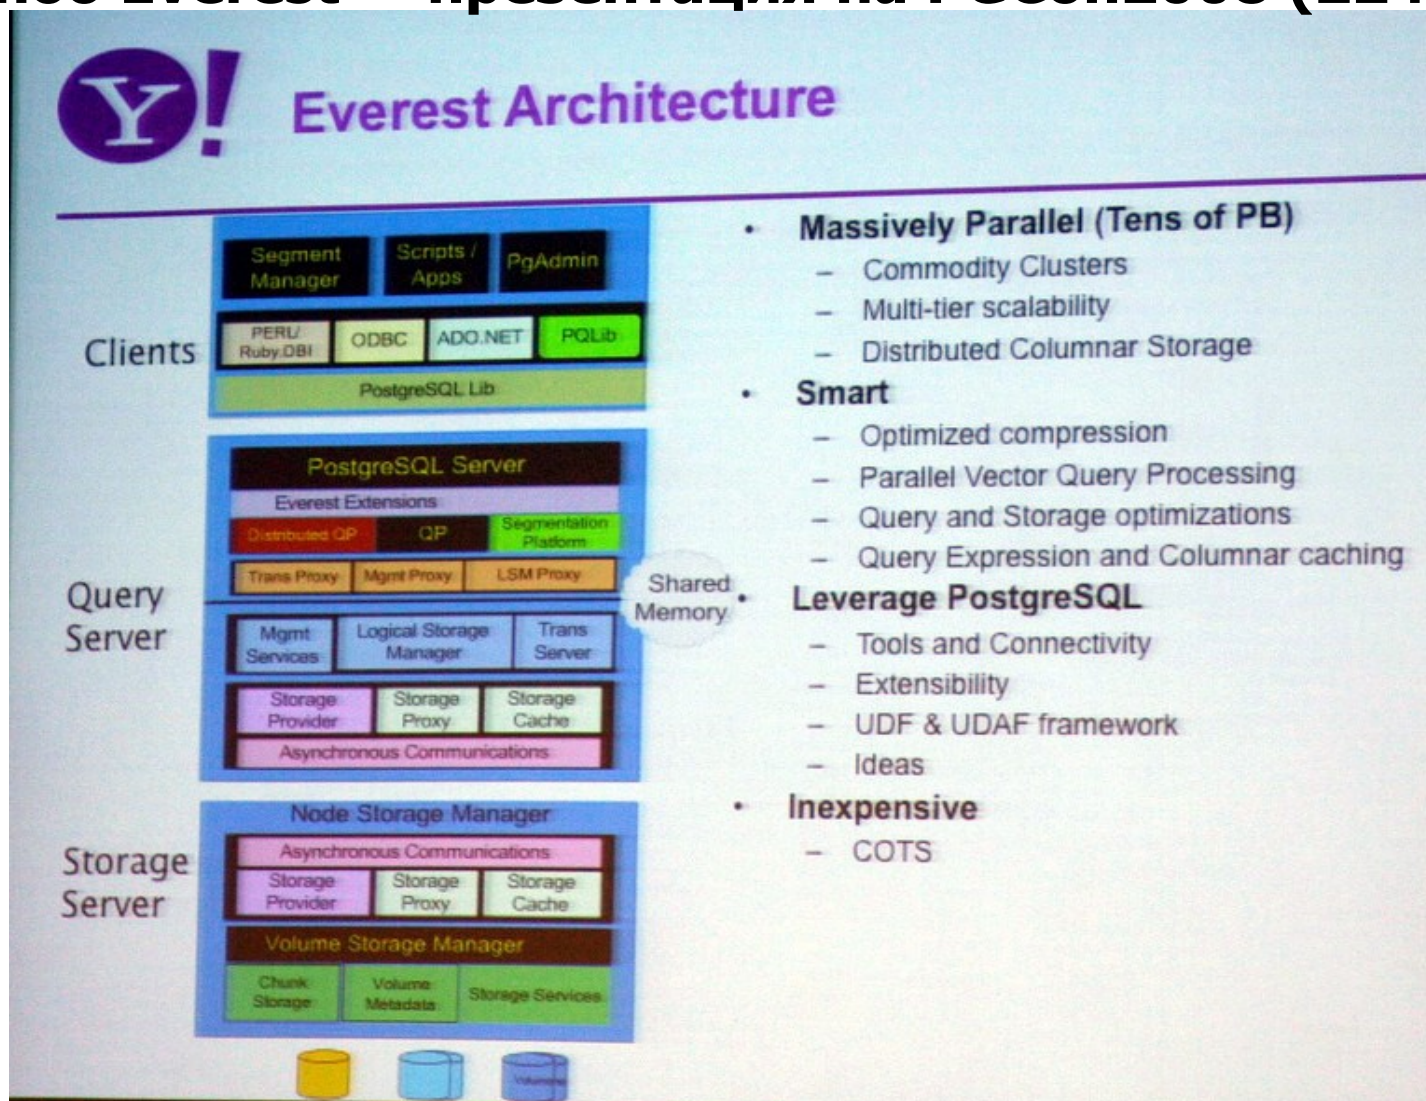 Everest – презентация на PGCon2008
Y!
Everest Architecture
Clients
Segment
Manager
Scripts /
Apps
PgAdmin
PERL/
Ruby.DBI
ODBC
ADO.NET
PQLib
PostgreSQL Lib
Query
Server
PostgreSQL Server
Everest Extensions
Distributed QP
QP
Segmentation
Platform
Trans Proxy
Mgmt Proxy
LSM Proxy
Shared
Memory
Mgmt
Services
Logical Storage
Manager
Trans
Server
Storage
Provider
Storage
Proxy
Storage
Cache
Asynchronous Communications
Storage
Server
Node Storage Manager
Asynchronous Communications
Storage
Provider
Storage
Proxy
Storage
Cache
Volume Storage Manager
Chunk
Storage
Volume
Metadata
Storage Services
• Massively Parallel (Tens of PB)
– Commodity Clusters
– Multi-tier scalability
– Distributed Columnar Storage
• Smart
– Optimized compression
– Parallel Vector Query Processing
– Query and Storage optimizations
– Query Expression and Columnar caching
• Leverage PostgreSQL
– Tools and Connectivity
– Extensibility
– UDF & UDAF framework
– Ideas
• Inexpensive
– COTS